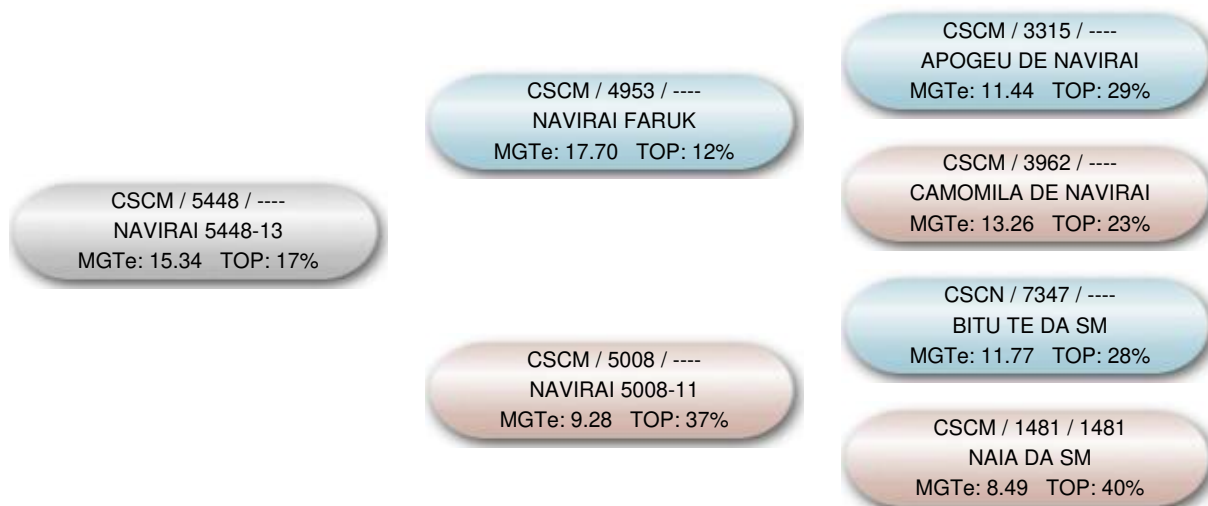 CSCM / 5448 / ----
NAVIRAI 5448-13
MGTe: 15.34 TOP: 17%
CSCM / 4953 / ----
NAVIRAI FARUK
MGTe: 17.70 TOP: 12%
CSCM / 5008 / ----
NAVIRAI 5008-11
MGTe: 9.28 TOP: 37%
CSCM / 3315 / ----
APOGEU DE NAVIRAI
MGTe: 11.44 TOP: 29%
CSCM / 3962 / ----
CAMOMILA DE NAVIRAI
MGTe: 13.26 TOP: 23%
CSCN / 7347 / ----
BITU TE DA SM
MGTe: 11.77 TOP: 28%
CSCM / 1481 / 1481
NAIA DA SM
MGTe: 8.49 TOP: 40%